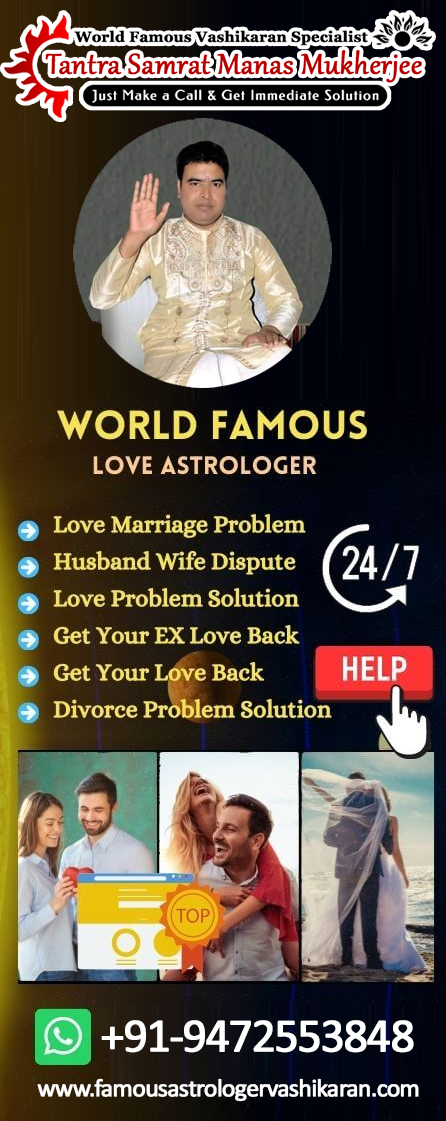 World Famous Vashikaran Specialist
Tantra Samrat Manas Mukherjee
Just Make a Call & Get Immediate Solution
WORLD FAMOUS
LOVE ASTROLOGER
Love Marriage Problem
Husband Wife Dispute
24/7
Love Problem Solution
Get Your EX Love Back
Get Your Love Back
HELP
Divorce Problem Solution
TOP
+91-9472553848
www.famousastrologervashikaran.com